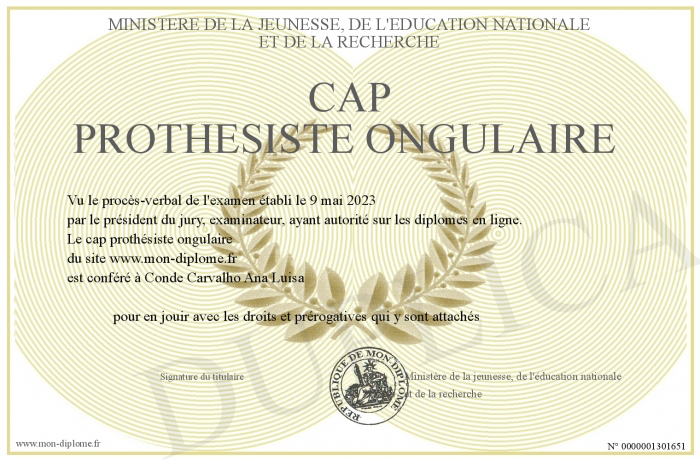 MINISTERE DE LA JEUNESSE, DE L'EDUCATION NATIONALE
ET DE LA RECHERCHE
CAP
PROTHESISTE ONGULAIRE
Vu le procès-verbal de l'examen établi le 9 mai 2023
par le président du jury, examinateur, ayant autorité sur les diplomes en ligne.
Le cap prothésiste ongulaire
du site www.mon-diplome.fr
est conféré à Conde Carvalho Ana Luisa
pour en jouir avec les droits et prérogatives qui y sont attachés
Signature du titulaire
REPUBLIQUE DE MON-DIPLOME
Ministère de la jeunesse, de l'éducation nationale
et de la recherche
www.mon-diplome.fr
N° 0000001301651
DUPLICATA